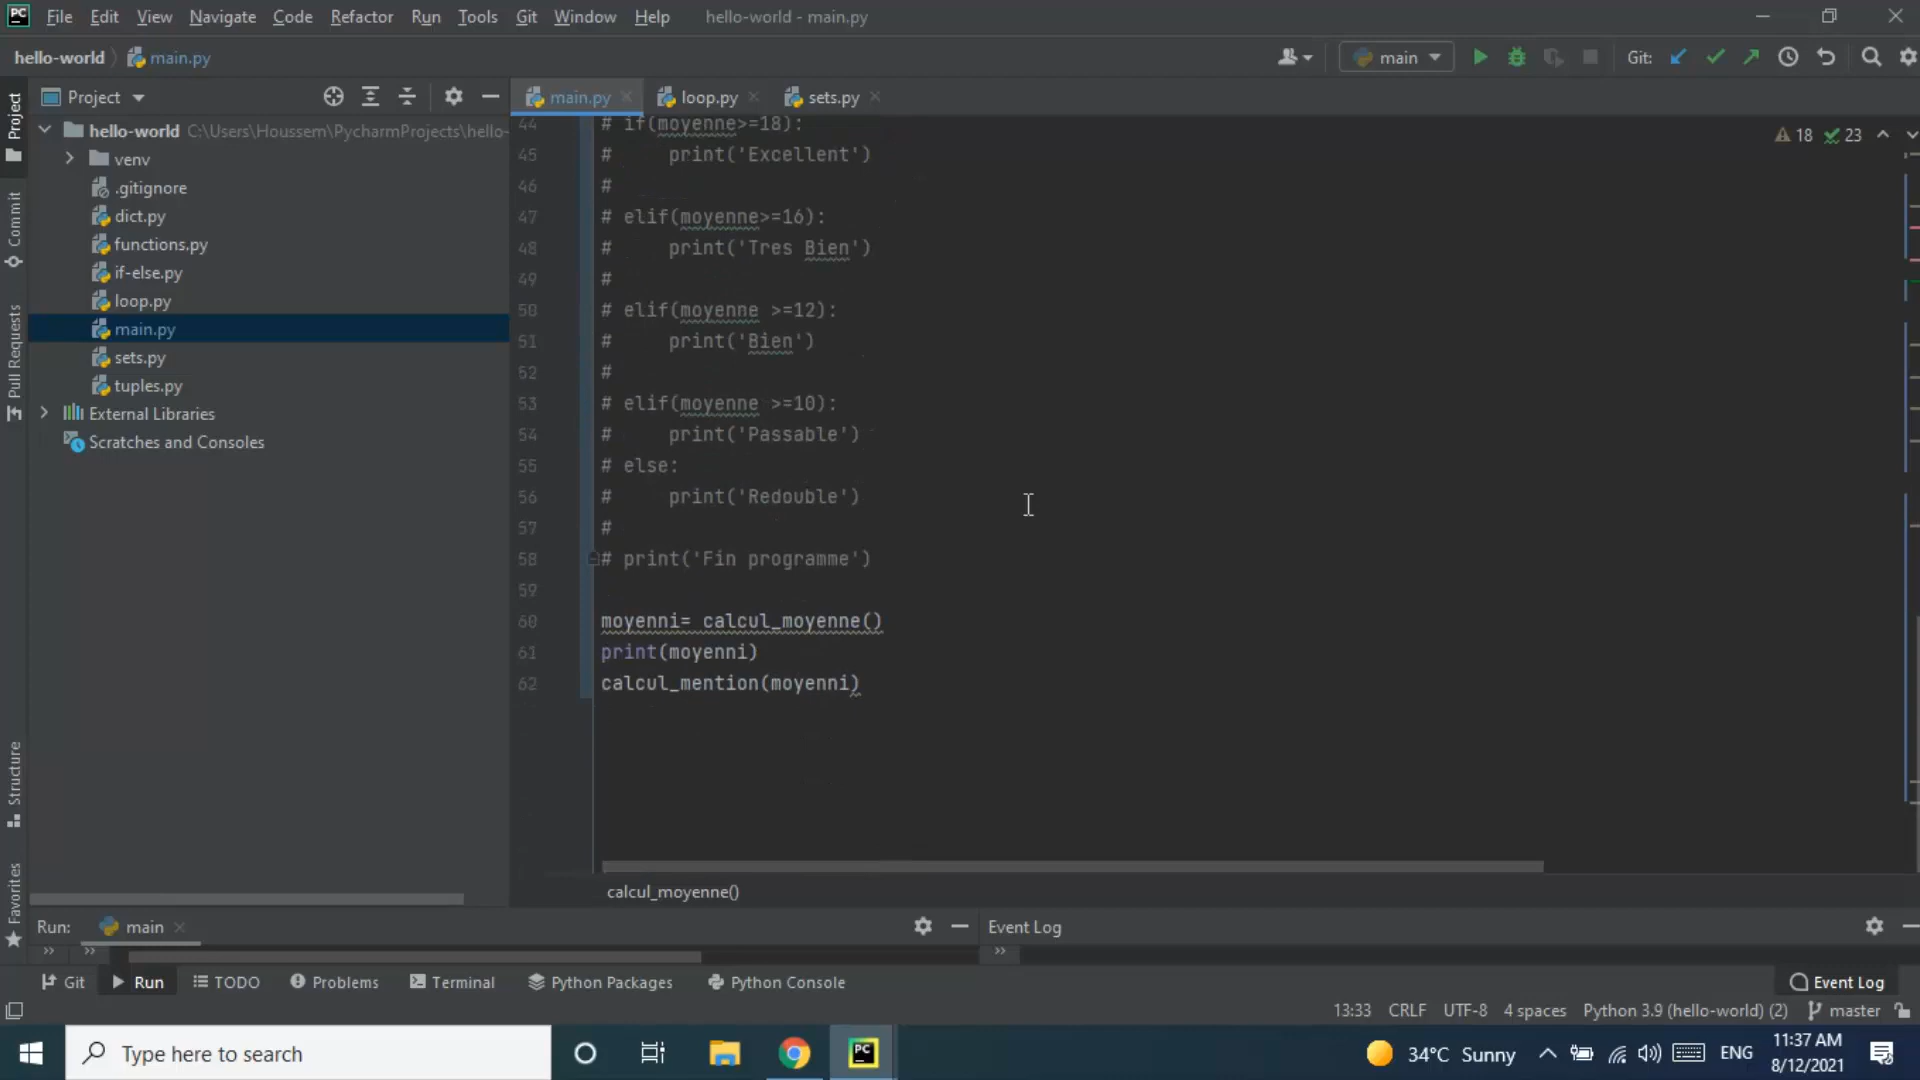 PC File Edit View Navigate Code Refactor Run Tools Git Window Help hello-world - main.py
hello-world main.py main Git:
Project main.py loop.py sets.py
hello-world C:\Users\Houssem\PycharmProjects\hello-
venv
.gitignore
dict.py
functions.py
if-else.py
loop.py
main.py
sets.py
tuples.py
External Libraries
Scratches and Consoles
Project
Commit
Pull Requests
Structure
Favorites
18 23
44 # if(moyenne>=18):
45 # print('Excellent')
46 #
47 # elif(moyenne>=16):
48 # print('Tres Bien')
49 #
50 # elif(moyenne >=12):
51 # print('Bien')
52 #
53 # elif(moyenne >=10):
54 # print('Passable')
55 # else:
56 # print('Redouble')
57 #
58 # print('Fin programme')
59
60 moyenni= calcul_moyenne()
61 print(moyenni)
62 calcul_mention(moyenni)
calcul_moyenne()
Run: main Event Log
Git Run TODO Problems Terminal Python Packages Python Console Event Log
13:33 CRLF UTF-8 4 spaces Python 3.9 (hello-world) (2) master
Type here to search PC 34°C Sunny ENG 11:37 AM
8/12/2021